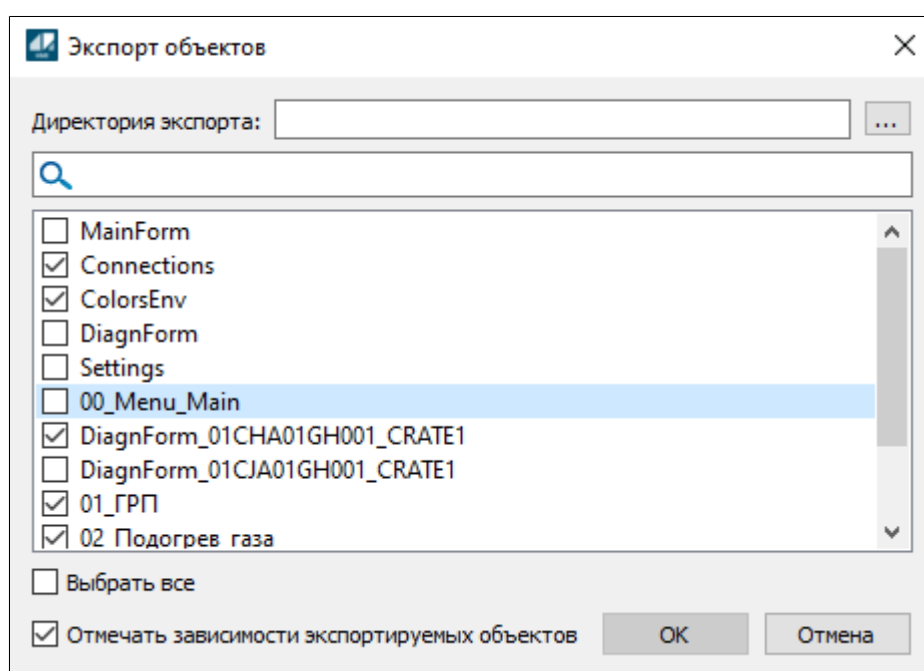 Экспорт объектов
Директория экспорта:
...
MainForm
Connections
ColorsEnv
DiagnForm
Settings
00_Menu_Main
DiagnForm_01CHA01GH001_CRATE1
DiagnForm_01CJA01GH001_CRATE1
01_ГРП
02_Подогрев_газа
Выбрать все
Отмечать зависимости экспортируемых объектов
OK
Отмена